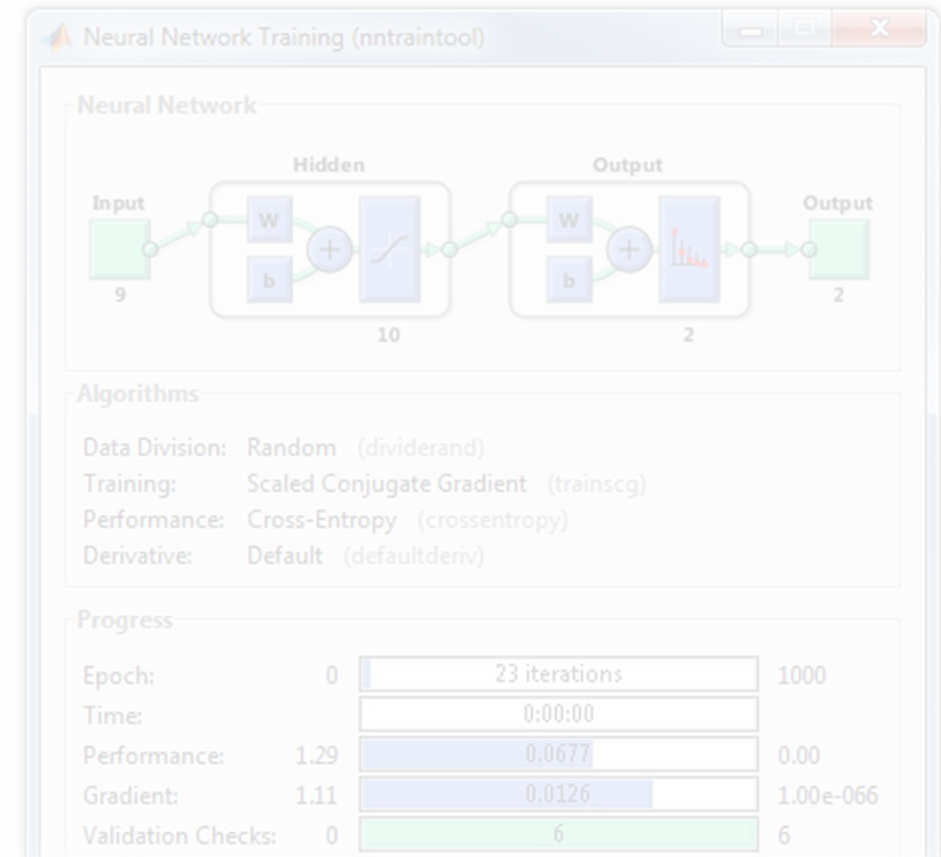 Neural Network Training (nntraintool)
Neural Network
Hidden
Output
Input
Output
W
b
W
b
9
10
2
2
Algorithms
Data Division: Random (dividerand)
Training: Scaled Conjugate Gradient (trainscg)
Performance: Cross-Entropy (crossentropy)
Derivative: Default (defaultderiv)
Progress
Epoch: 0 23 iterations 1000
Time: 0:00:00
Performance: 1.29 0.0677 0.00
Gradient: 1.11 0.0126 1.00e-066
Validation Checks: 0 6 6